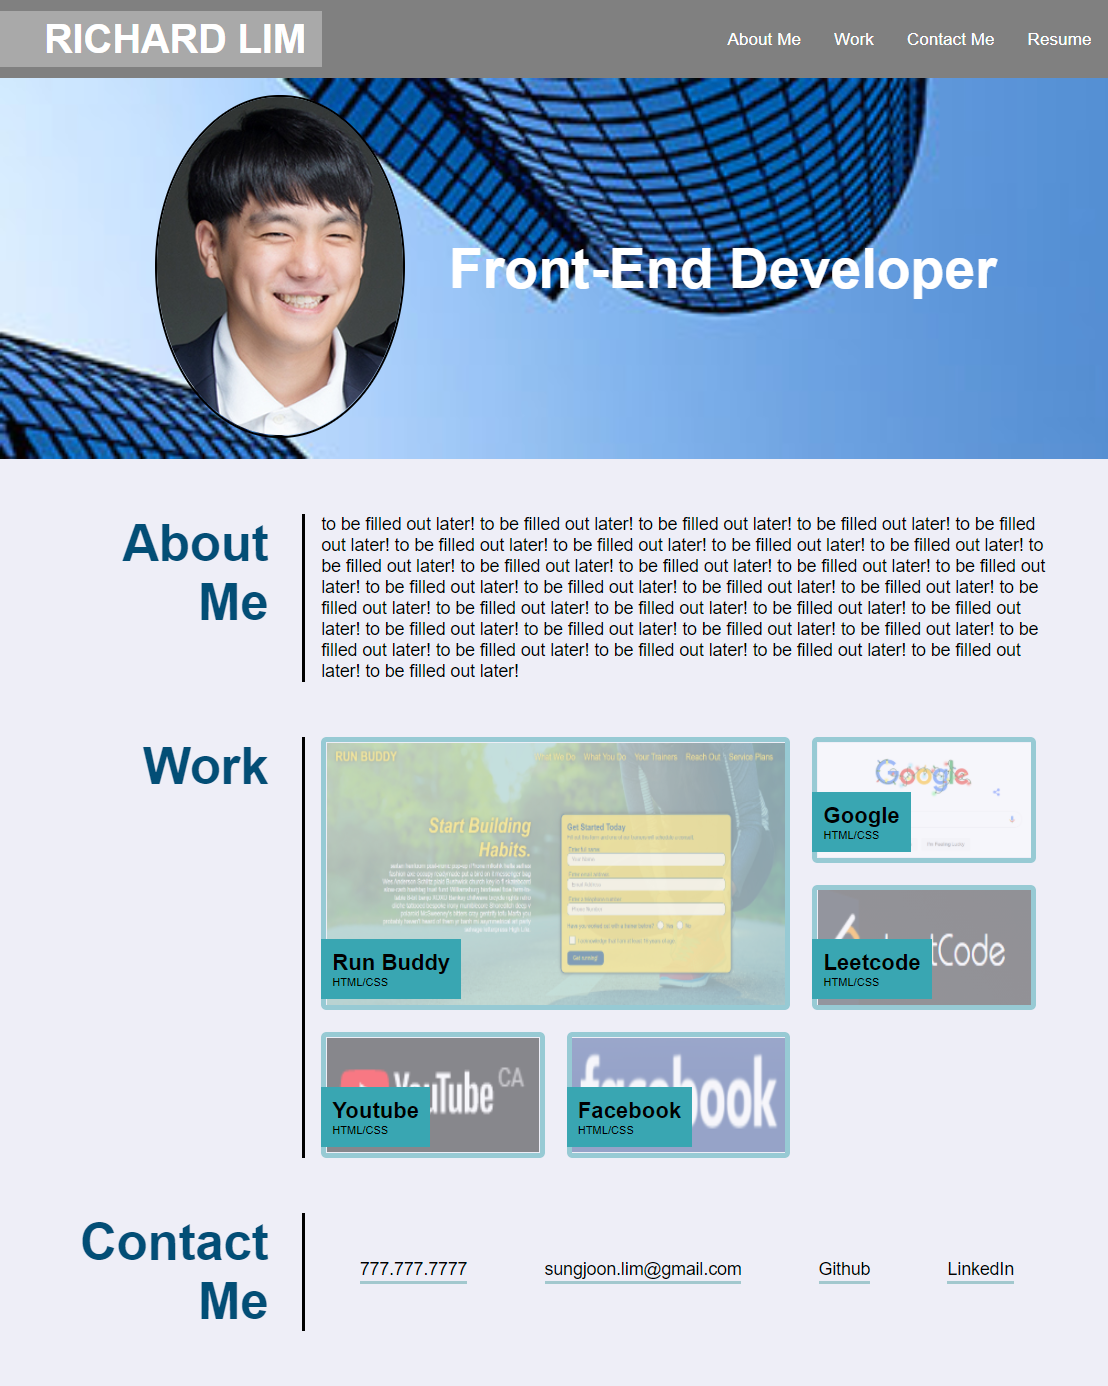 RICHARD LIM
About Me
Work
Contact Me
Resume
Front-End Developer
About
Me
to be filled out later! to be filled out later! to be filled out later! to be filled out later! to be filled
out later! to be filled out later! to be filled out later! to be filled out later! to be filled out later! to
be filled out later! to be filled out later! to be filled out later! to be filled out later! to be filled out
later! to be filled out later! to be filled out later! to be filled out later! to be filled out later! to be
filled out later! to be filled out later! to be filled out later! to be filled out later! to be filled out
later! to be filled out later! to be filled out later! to be filled out later! to be filled out later! to be
filled out later! to be filled out later! to be filled out later! to be filled out later! to be filled out
later! to be filled out later!
Work
RUN BUDDY
What We Do
What You Do
Your Trainers
Reach Out
Service Plans
Start Building
Habits.
Get Started Today
Run Buddy
HTML/CSS
Google
I'm Feeling Lucky
Google
HTML/CSS
Leetcode
HTML/CSS
YouTube CA
Youtube
HTML/CSS
facebook
Facebook
HTML/CSS
Contact
Me
777.777.7777
sungjoon.lim@gmail.com
Github
LinkedIn